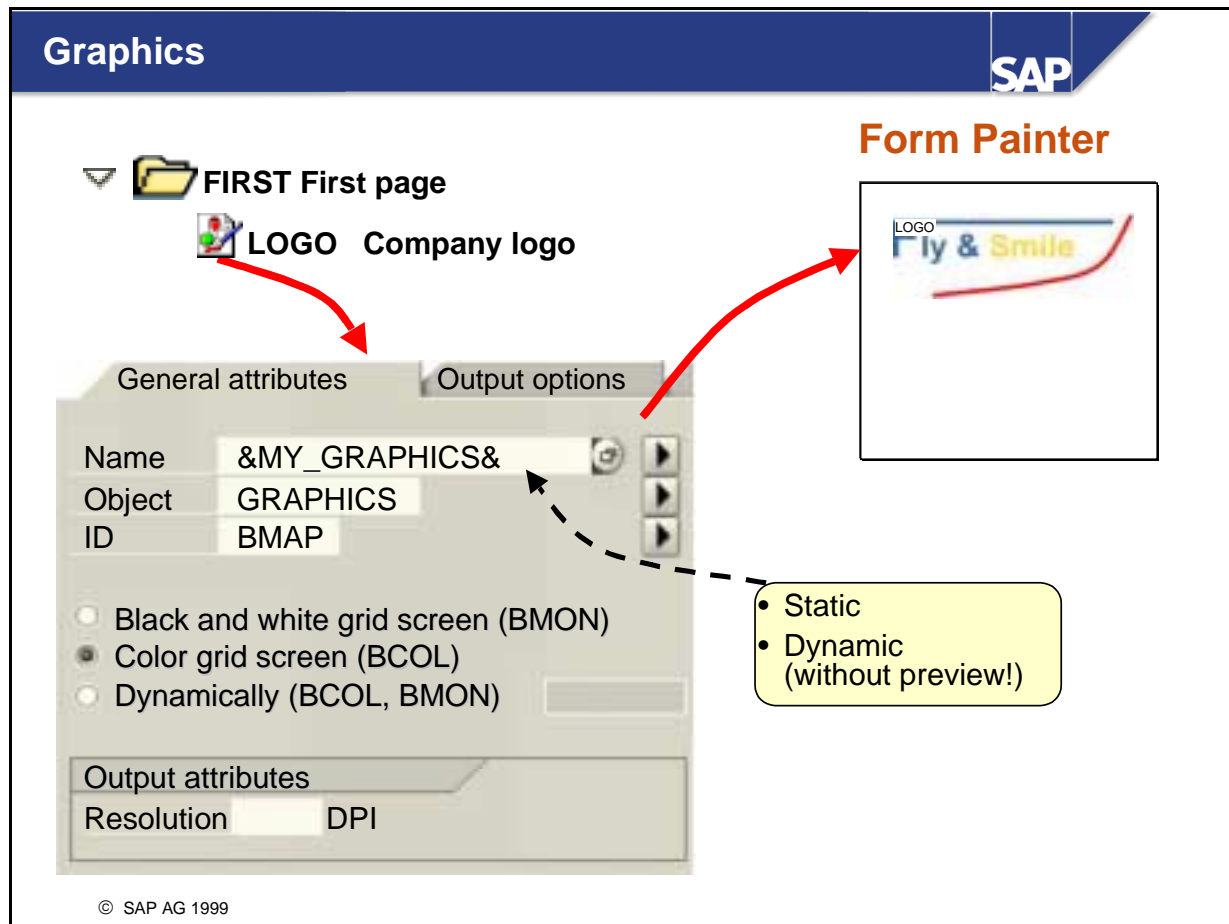 Graphics
SAP
Form Painter
FIRST First page
LOGO Company logo
LOGO
Fly & Smile
General attributes
Output options
Name &MY_GRAPHICS&
Object GRAPHICS
ID BMAP
Black and white grid screen (BMON)
Color grid screen (BCOL)
Dynamically (BCOL, BMON)
• Static
• Dynamic
(without preview!)
Output attributes
Resolution DPI
© SAP AG 1999